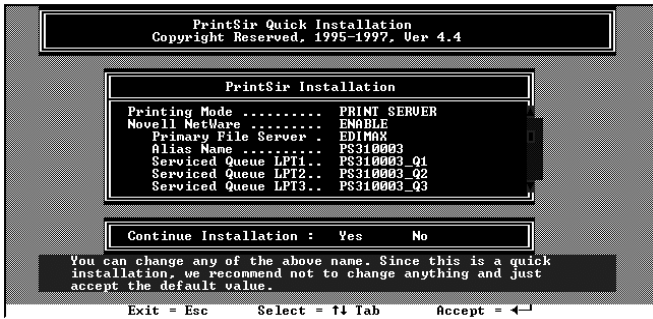 PrintSir Quick Installation
Copyright Reserved, 1995-1997, Ver 4.4
PrintSir Installation
Printing Mode .......... PRINT SERVER
Novell NetWare ......... ENABLE
Primary File Server . EDIMAX
Alias Name .......... PS310003
Serviced Queue LPT1.. PS310003_Q1
Serviced Queue LPT2.. PS310003_Q2
Serviced Queue LPT3.. PS310003_Q3
Continue Installation : Yes No
You can change any of the above name. Since this is a quick
installation, we recommend not to change anything and just
accept the default value.
Exit = Esc Select = ↑↓ Tab Accept = ◄┘